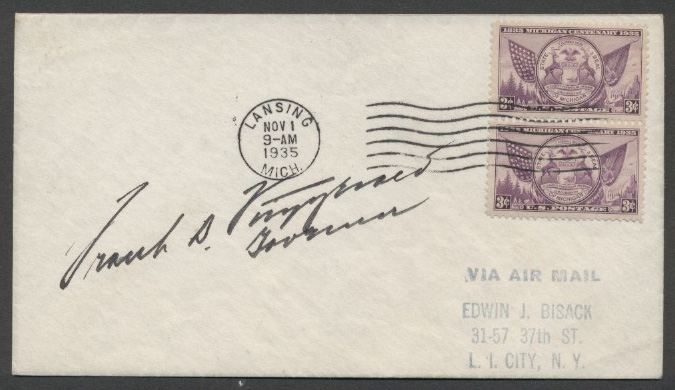 1835 MICHIGAN CENTENARY 1935
3¢ U.S. POSTAGE 3¢
1835 MICHIGAN CENTENARY 1935
3¢ U.S. POSTAGE 3¢
LANSING
NOV 1
9-AM
1935
MICH.
Frank D. Fitzgerald
Governor
VIA AIR MAIL
EDWIN J. BISACK
31-57 37th ST.
L. I. CITY, N. Y.